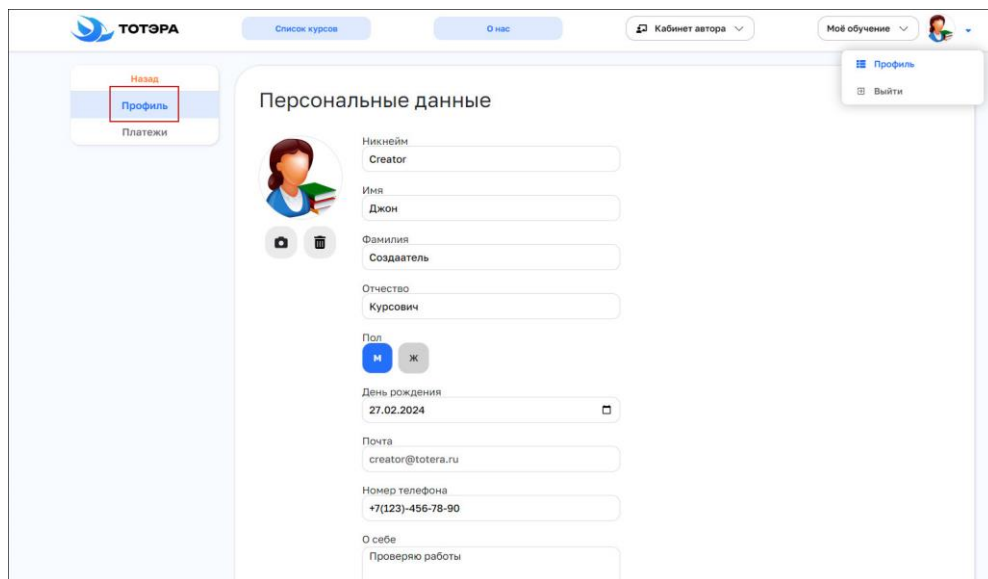 ТОТЭРА
Список курсов
О нас
Кабинет автора
Моё обучение
Профиль
Выйти
Назад
Профиль
Платежи
Персональные данные
Никнейм
Creator
Имя
Джон
Фамилия
Создаатель
Отчество
Курсович
Пол
М Ж
День рождения
27.02.2024
Почта
creator@totera.ru
Номер телефона
+7(123)-456-78-90
О себе
Проверяю работы